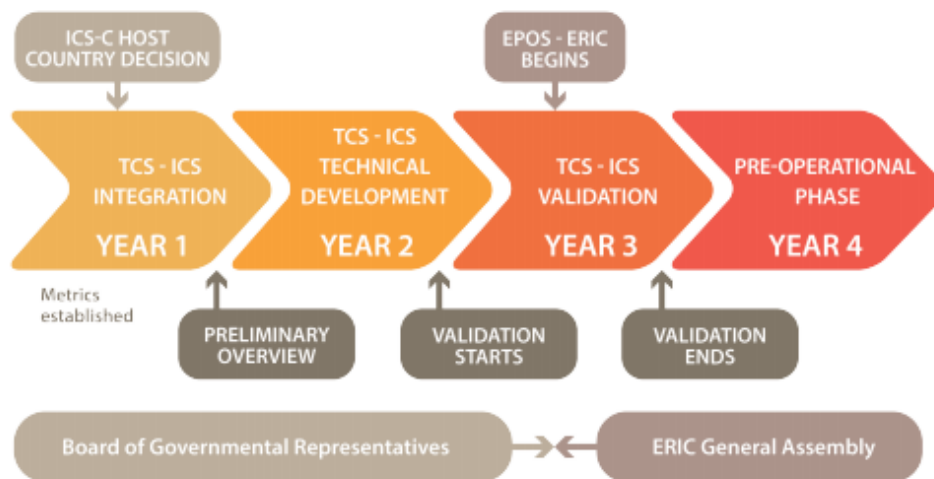 ICS-C HOST
COUNTRY DECISION
EPOS - ERIC
BEGINS
TCS - ICS
INTEGRATION
YEAR 1
TCS - ICS
TECHNICAL
DEVELOPMENT
YEAR 2
TCS - ICS
VALIDATION
YEAR 3
PRE-OPERATIONAL
PHASE
YEAR 4
Metrics
established
PRELIMINARY
OVERVIEW
VALIDATION
STARTS
VALIDATION
ENDS
Board of Governmental Representatives
ERIC General Assembly